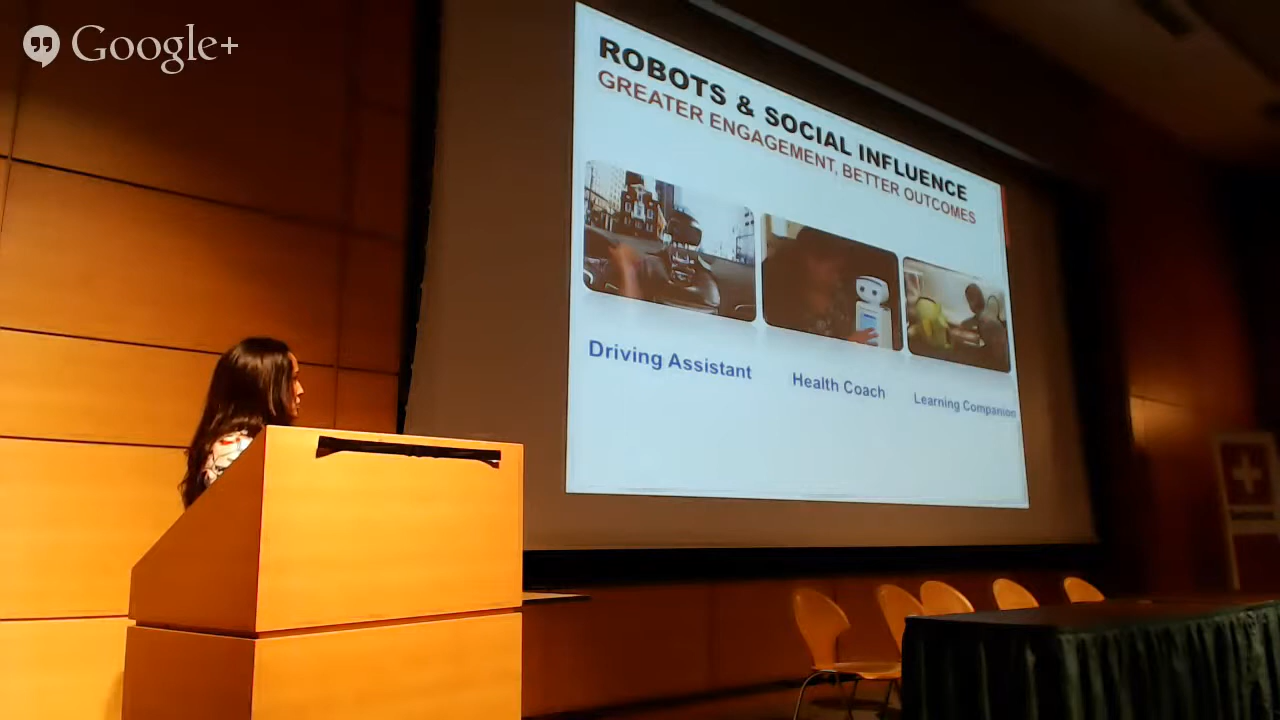 Google+
ROBOTS & SOCIAL INFLUENCE
GREATER ENGAGEMENT, BETTER OUTCOMES
Driving Assistant
Health Coach
Learning Companion